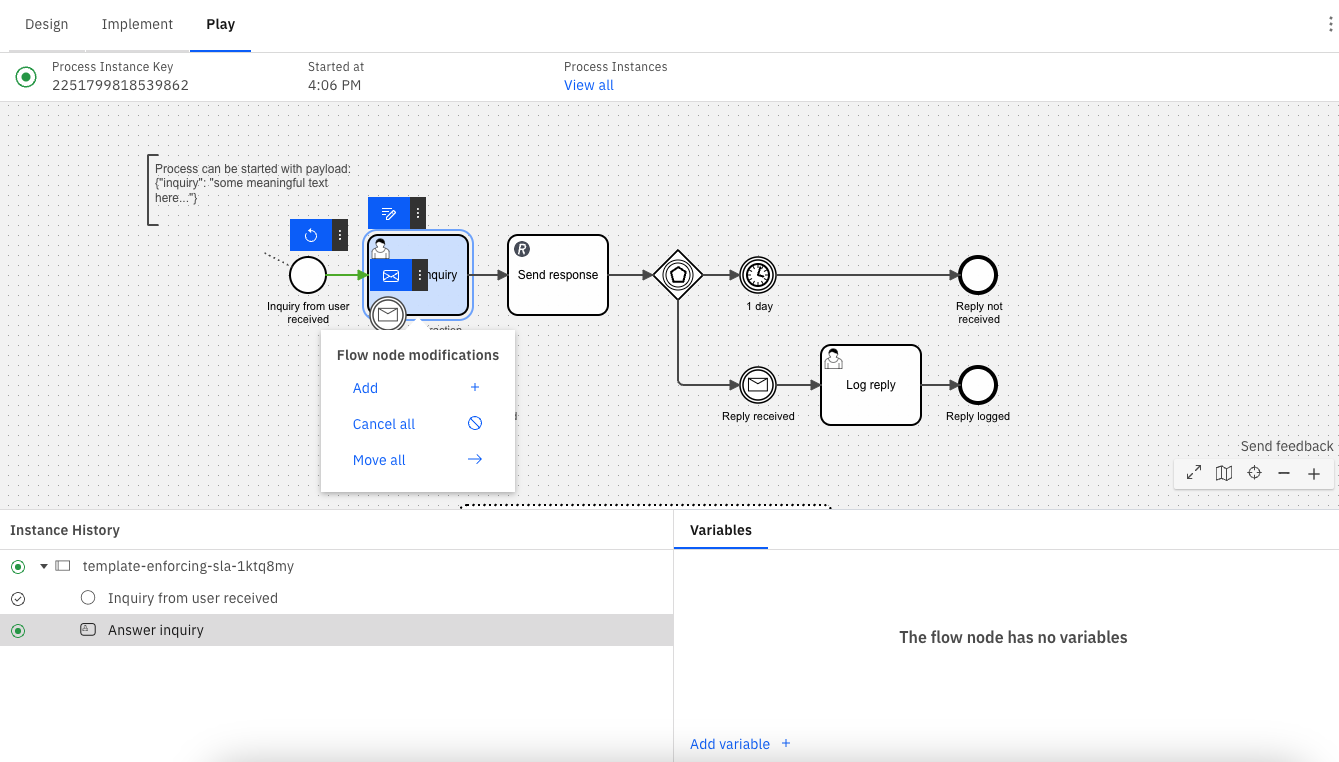 Design
Implement
Play
Process Instance Key
2251799818539862
Started at
4:06 PM
Process Instances
View all
Process can be started with payload:
{"inquiry": "some meaningful text
here..."}
R
nquiry
Send response
Inquiry from user
received
1 day
Reply not
received
Flow node modifications
Add
Cancel all
Move all
Log reply
Reply received
Reply logged
Send feedback
Instance History
template-enforcing-sla-1ktq8my
Inquiry from user received
Answer inquiry
Variables
The flow node has no variables
Add variable +